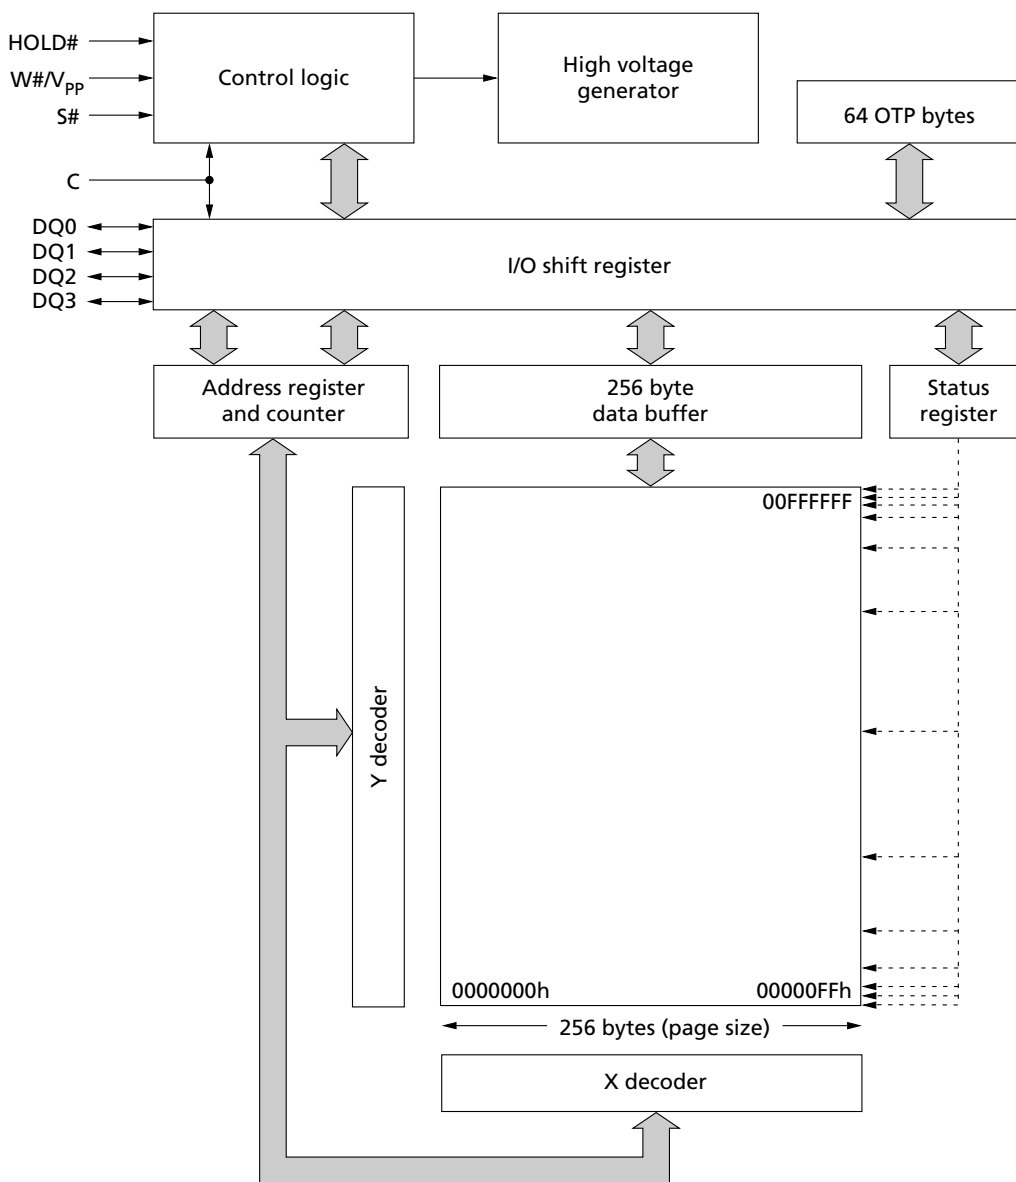 HOLD#
W#/VPP
S#
C
Control logic
High voltage
generator
64 OTP bytes
DQ0
DQ1
DQ2
DQ3
I/O shift register
Address register
and counter
256 byte
data buffer
Status
register
Y decoder
00FFFFFF
0000000h
00000FFh
256 bytes (page size)
X decoder